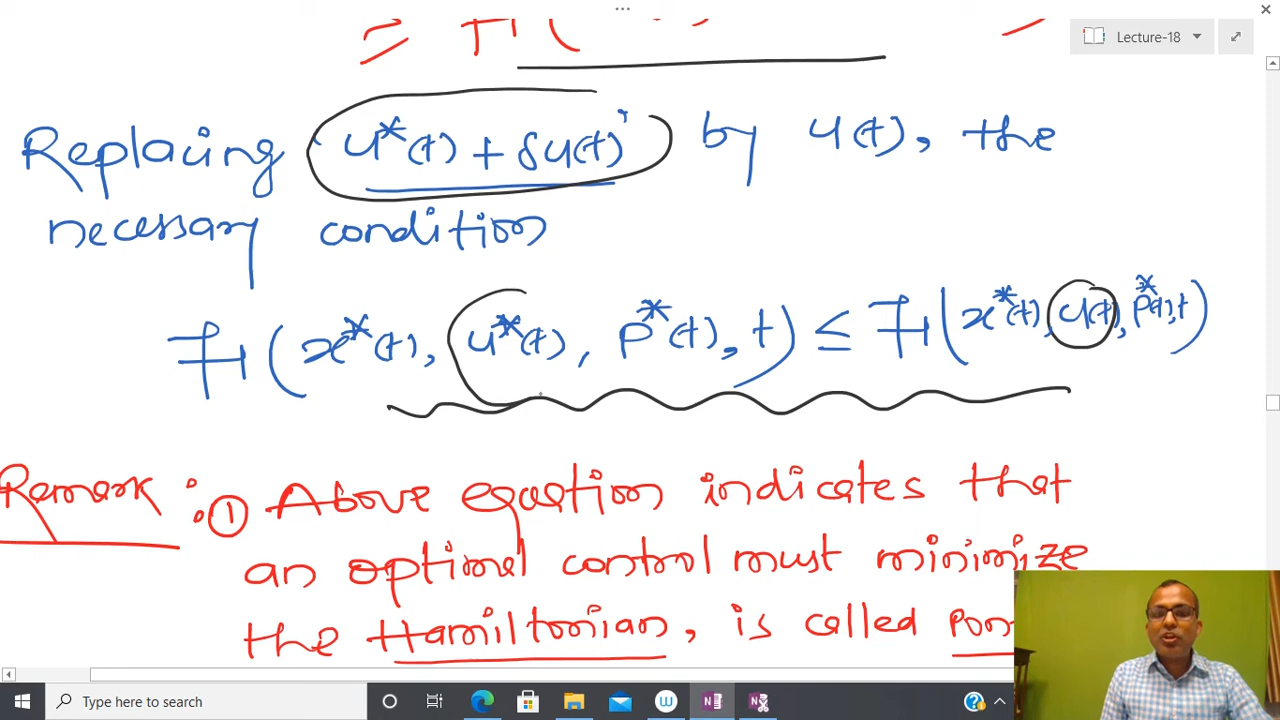 Lecture-18
Replacing u*(t) + δu(t) by u(t), the
necessary condition
H(x*(t), u*(t), p*(t), t) ≤ H(x*(t), u(t), p*(t), t)
Remark : ① Above equation indicates that
an optimal control must minimize
the Hamiltonian, is called Pon
Type here to search